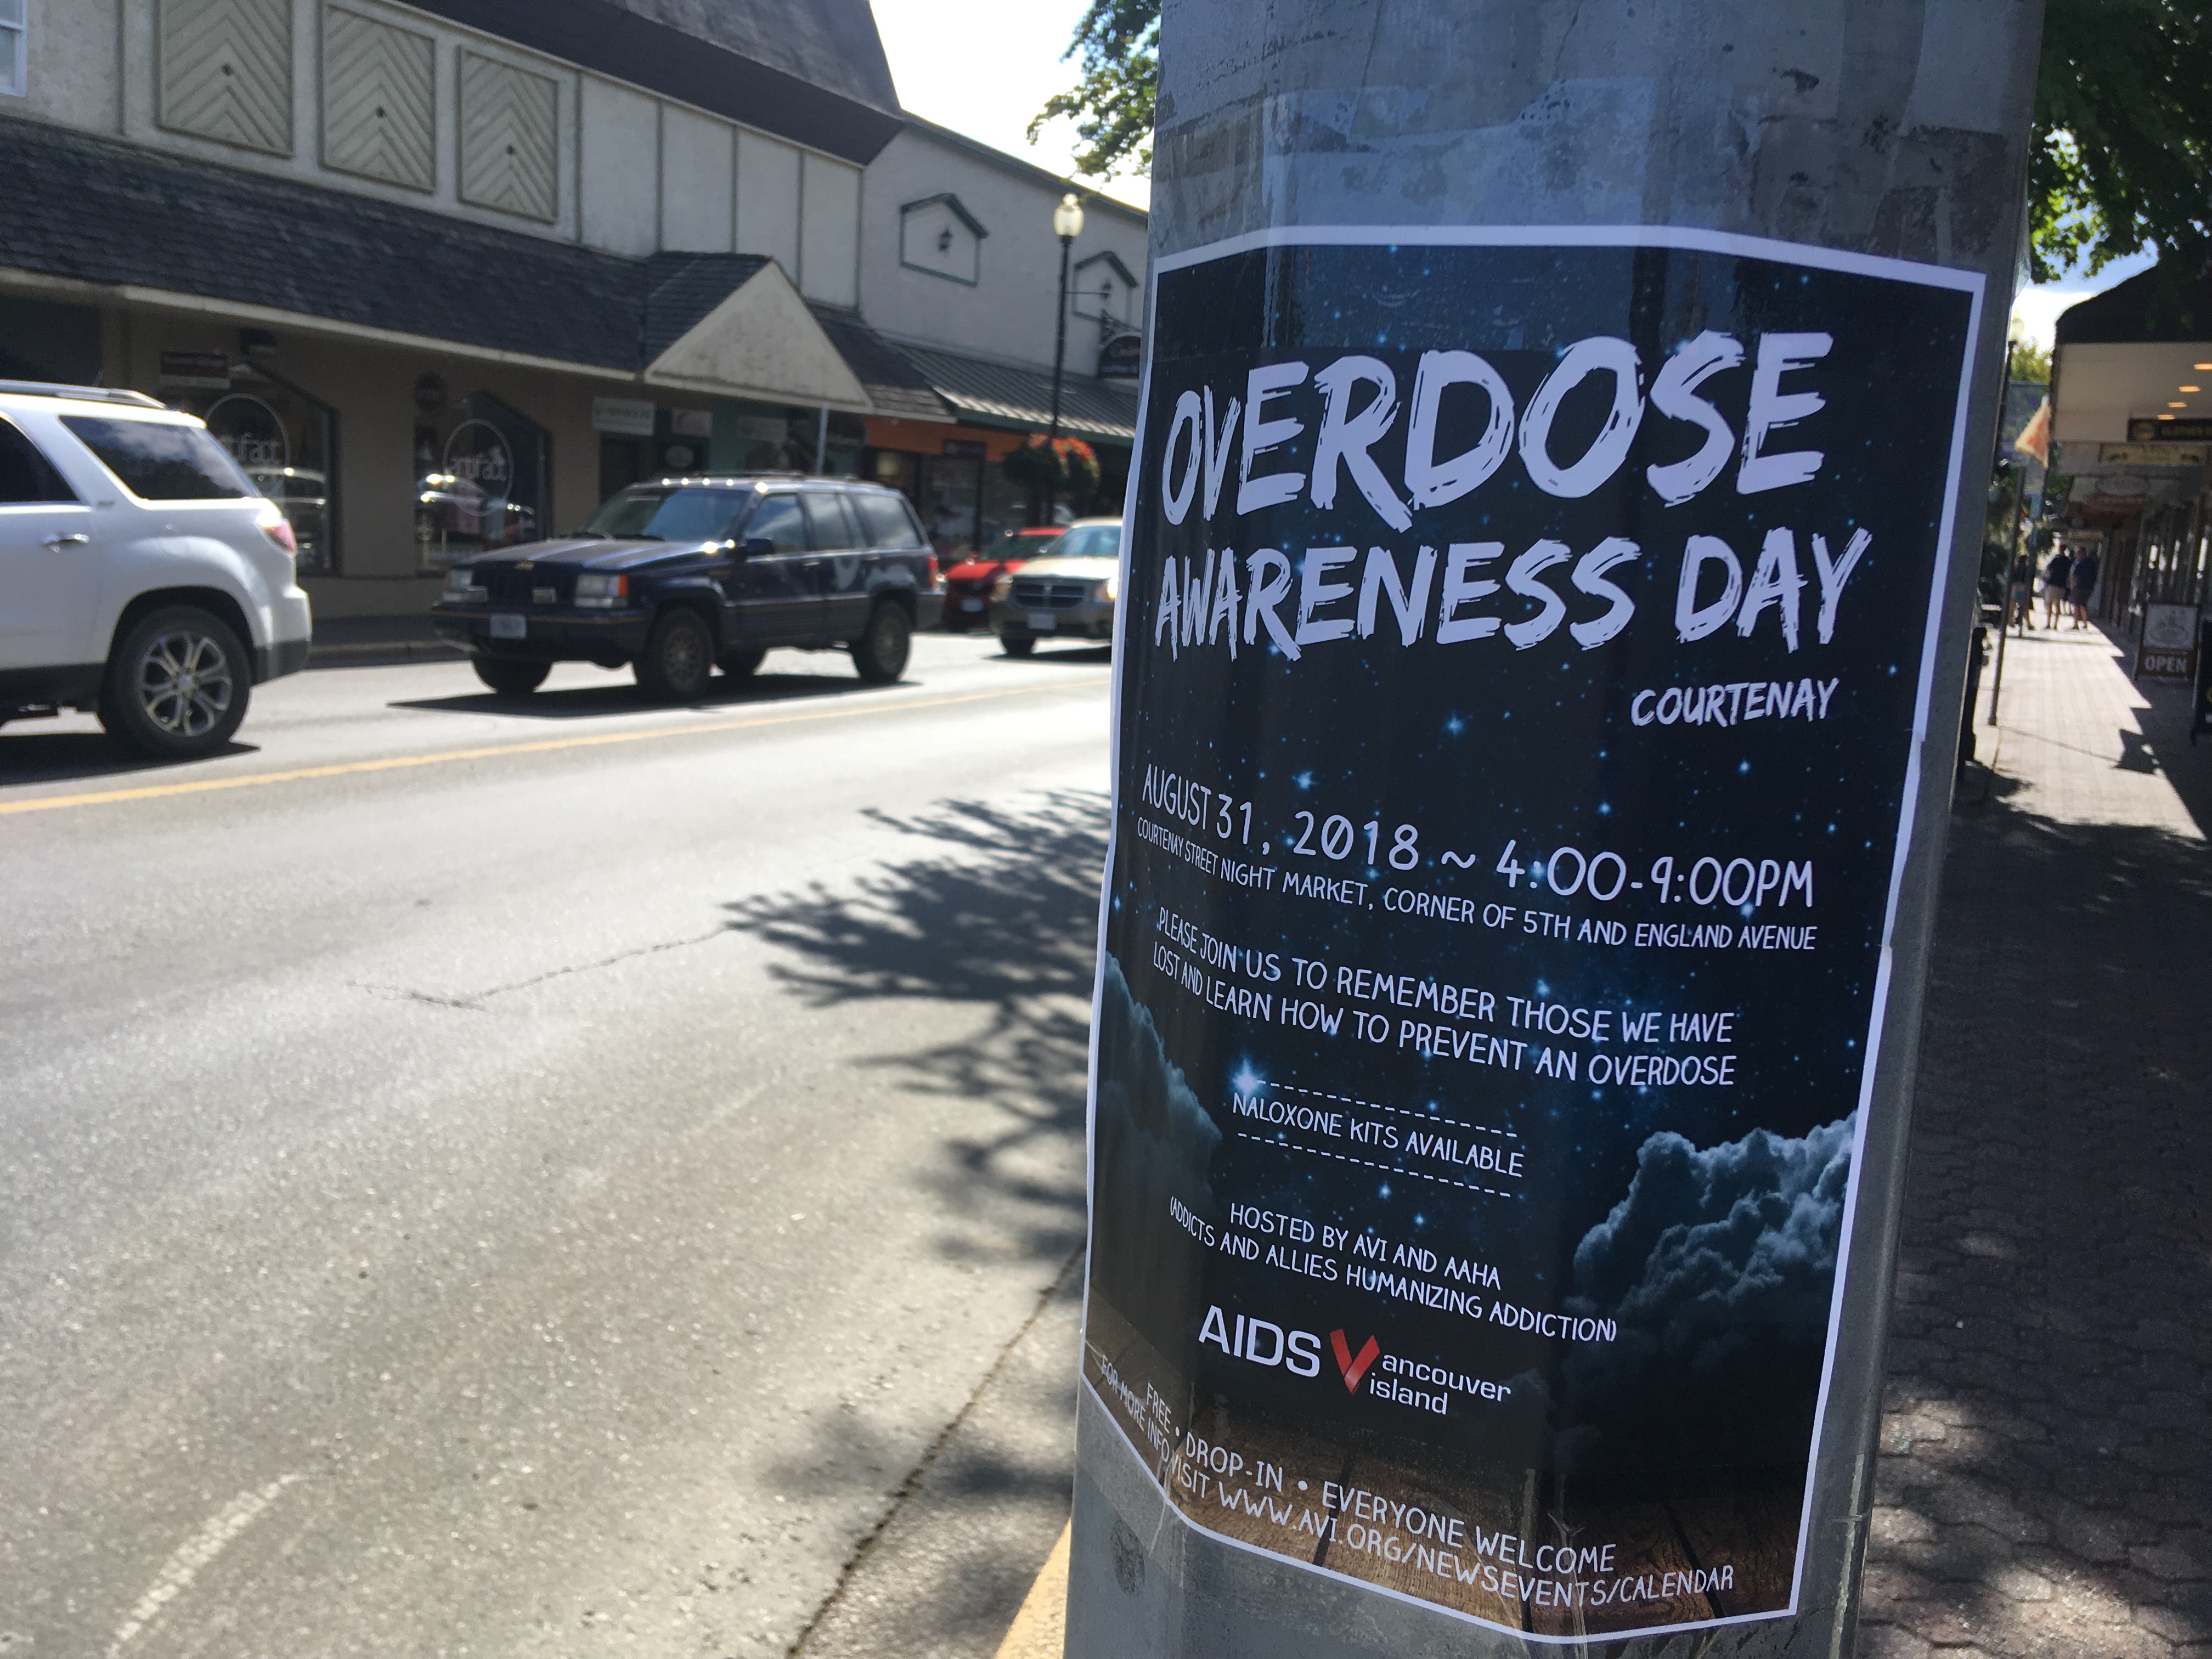 OVERDOSE
AWARENESS DAY
COURTENAY
AUGUST 31, 2018 ~ 4:00-9:00PM
COURTENAY STREET NIGHT MARKET, CORNER OF 5TH AND ENGLAND AVENUE
PLEASE JOIN US TO REMEMBER THOSE WE HAVE
LOST AND LEARN HOW TO PREVENT AN OVERDOSE
NALOXONE KITS AVAILABLE
HOSTED BY AVI AND AAHA
(ADDICTS AND ALLIES HUMANIZING ADDICTION)
AIDS Vancouver
island
FREE • DROP-IN • EVERYONE WELCOME
FOR MORE INFO VISIT WWW.AVI.ORG/NEWSEVENTS/CALENDAR
artifact
OPEN